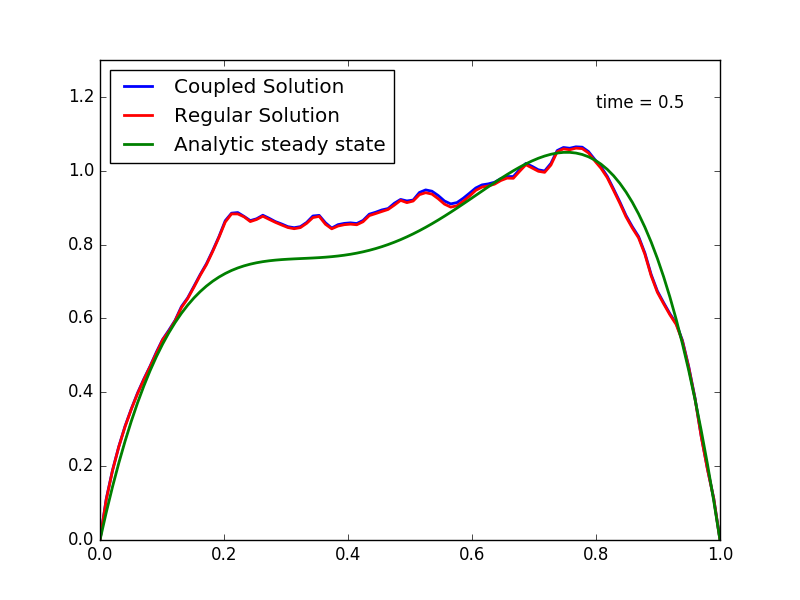 Coupled Solution
Regular Solution
Analytic steady state
time = 0.5
1.2
1.0
0.8
0.6
0.4
0.2
0.0
0.0 0.2 0.4 0.6 0.8 1.0